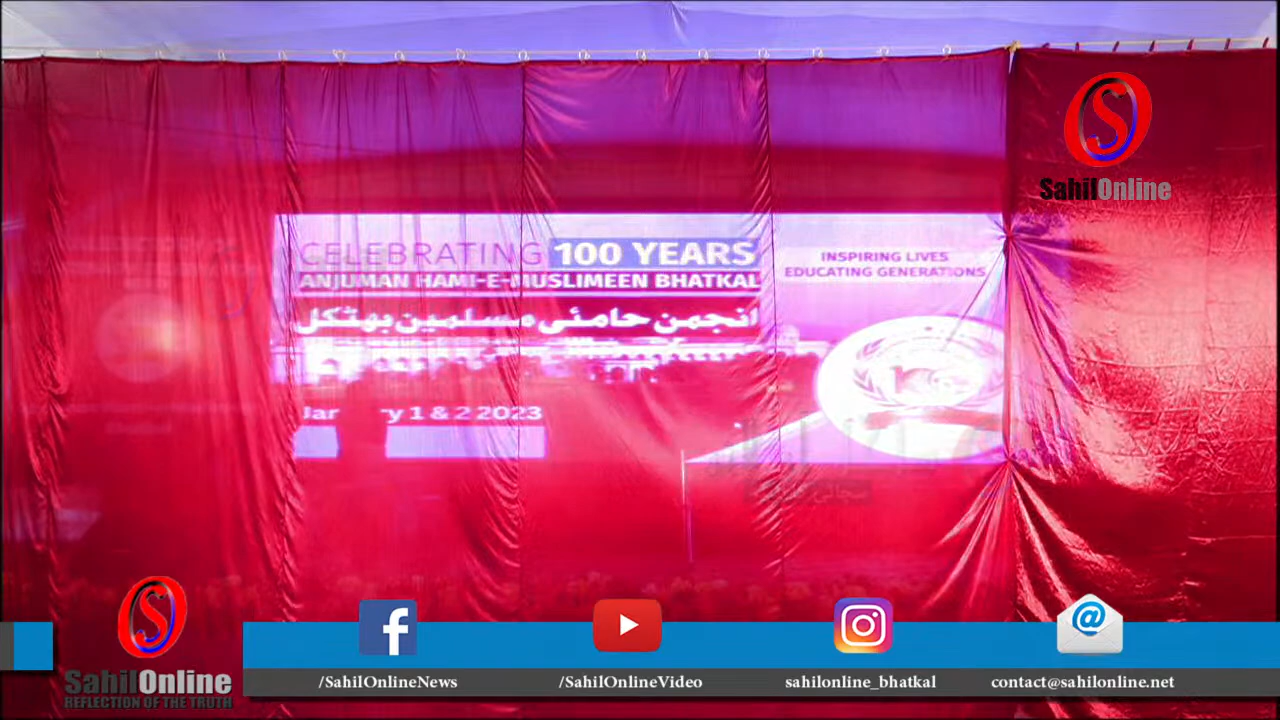 SahilOnline
CELEBRATING 100 YEARS
ANJUMAN HAMI-E-MUSLIMEEN BHATKAL
انجمن حامئی مسلمین بھٹکل
INSPIRING LIVES
EDUCATING GENERATIONS
1 & 2 2023
SahilOnline
REFLECTION OF THE TRUTH
/SahilOnlineNews
/SahilOnlineVideo
sahilonline_bhatkal
contact@sahilonline.net